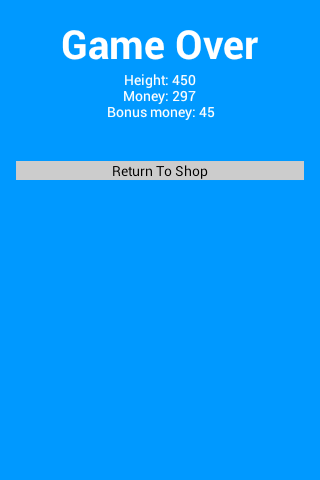 Game Over
Height: 450
Money: 297
Bonus money: 45
Return To Shop